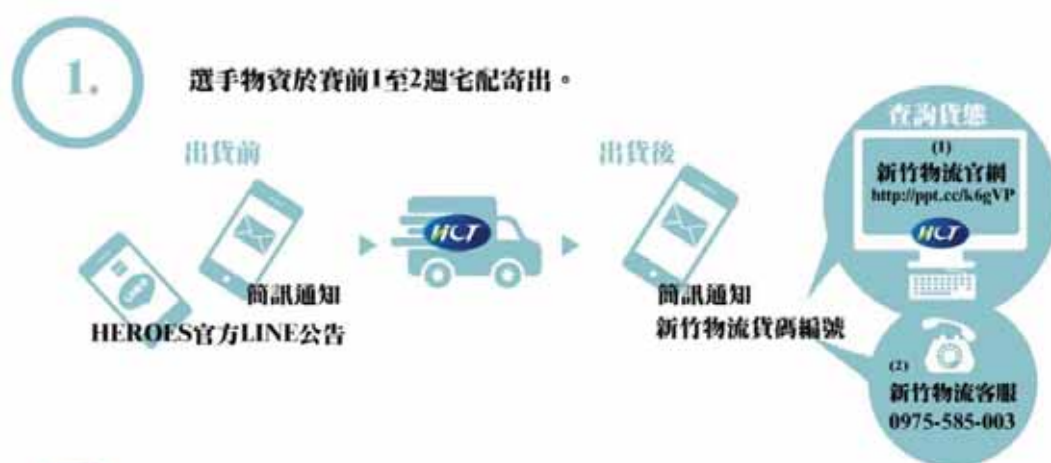 1.
選手物資於賽前1至2週宅配寄出。
出貨前
簡訊通知
HEROES官方LINE公告
HCT
出貨後
簡訊通知
新竹物流貨碼編號
查詢貨態
(1)
新竹物流官網
http://ppt.cc/k6gVP
HCT
(2)
新竹物流客服
0975-585-003